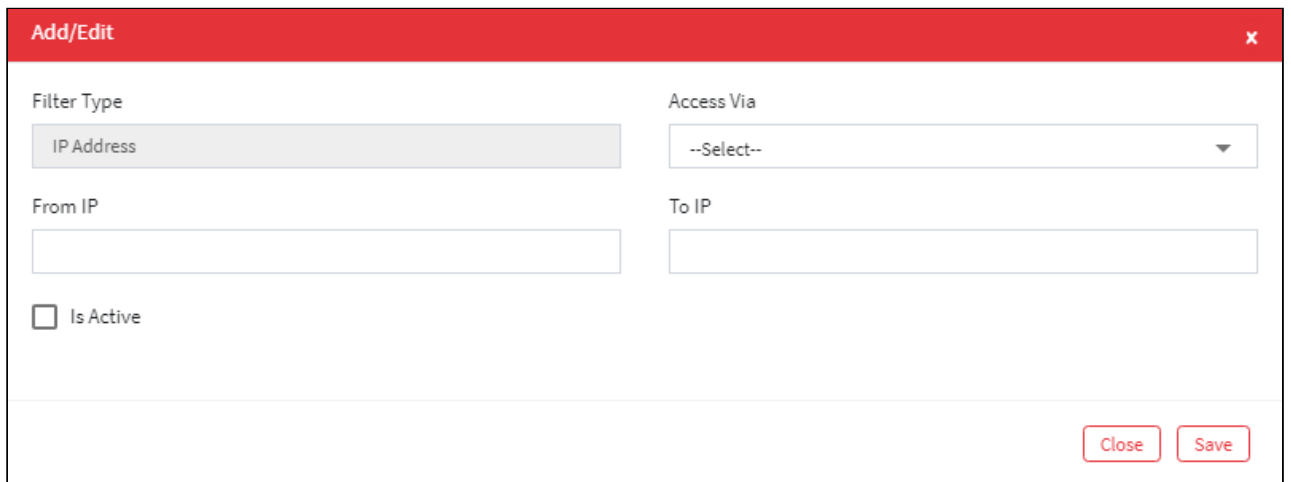 Add/Edit x
Filter Type Access Via
IP Address --Select--
From IP To IP
Is Active
Close Save